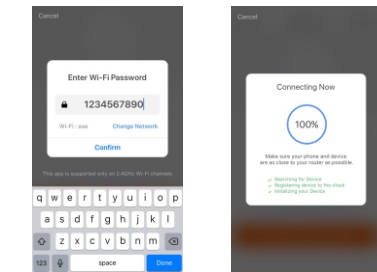 Cancel
Enter Wi-Fi Password
1234567890
Wi-Fi : aaa Change Network
Confirm
This app is supported only on 2.4GHz Wi-Fi channels
q w e r t y u i o p
a s d f g h j k l
z x c v b n m
123 space Done
Cancel
Connecting Now
100%
Make sure your phone and device
are as close to your router as possible.
✓ Searching for Device
✓ Registering device to the cloud
✓ Initializing your Device